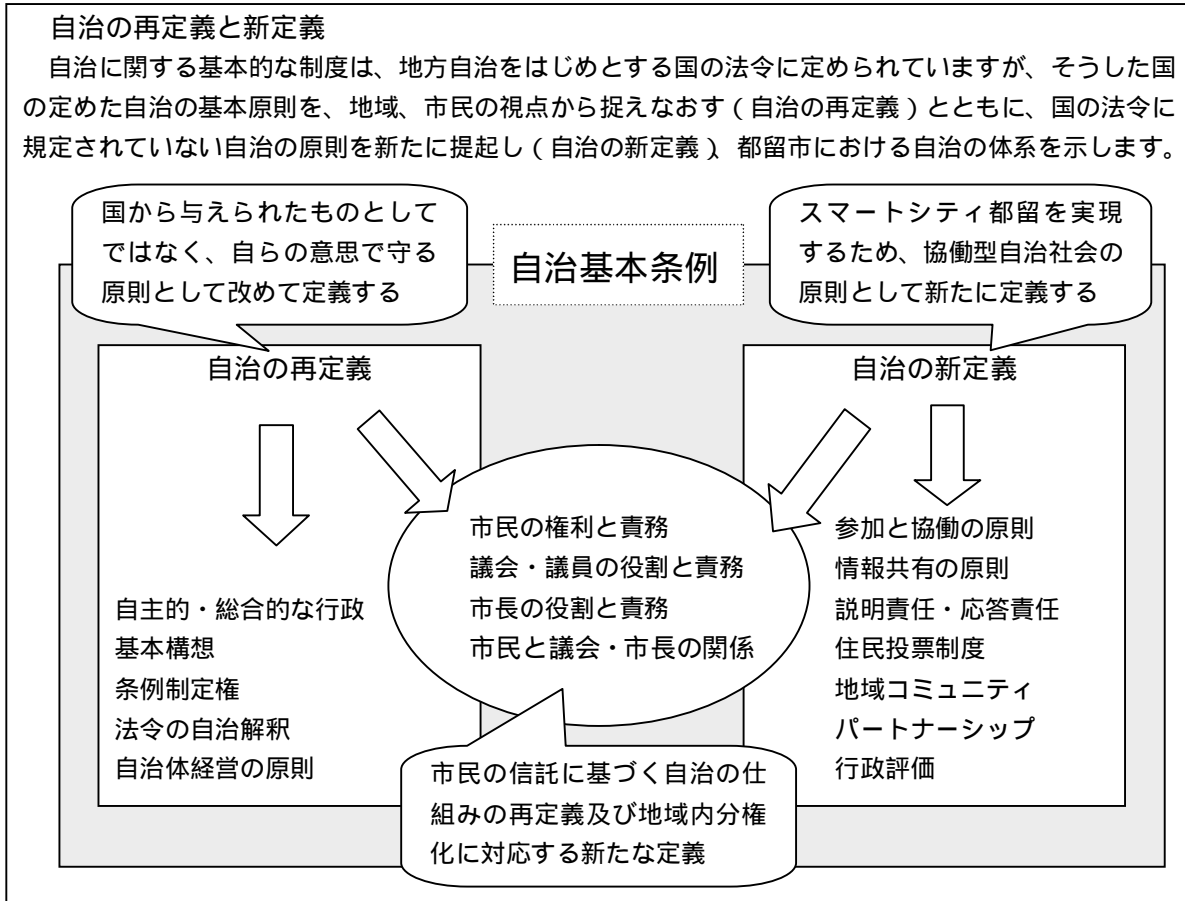 自治の再定義と新定義
自治に関する基本的な制度は、地方自治をはじめとする国の法令に定められていますが、そうした国
の定めた自治の基本原則を、地域、市民の視点から捉えなおす（自治の再定義）とともに、国の法令に
規定されていない自治の原則を新たに提起し（自治の新定義）、都留市における自治の体系を示します。
国から与えられたものとして
ではなく、自らの意思で守る
原則として改めて定義する
自治基本条例
スマートシティ都留を実現
するため、協働型自治社会の
原則として新たに定義する
自治の再定義
自主的・総合的な行政
基本構想
条例制定権
法令の自治解釈
自治体経営の原則
市民の権利と責務
議会・議員の役割と責務
市長の役割と責務
市民と議会・市長の関係
自治の新定義
参加と協働の原則
情報共有の原則
説明責任・応答責任
住民投票制度
地域コミュニティ
パートナーシップ
行政評価
市民の信託に基づく自治の仕
組みの再定義及び地域内分権
化に対応する新たな定義